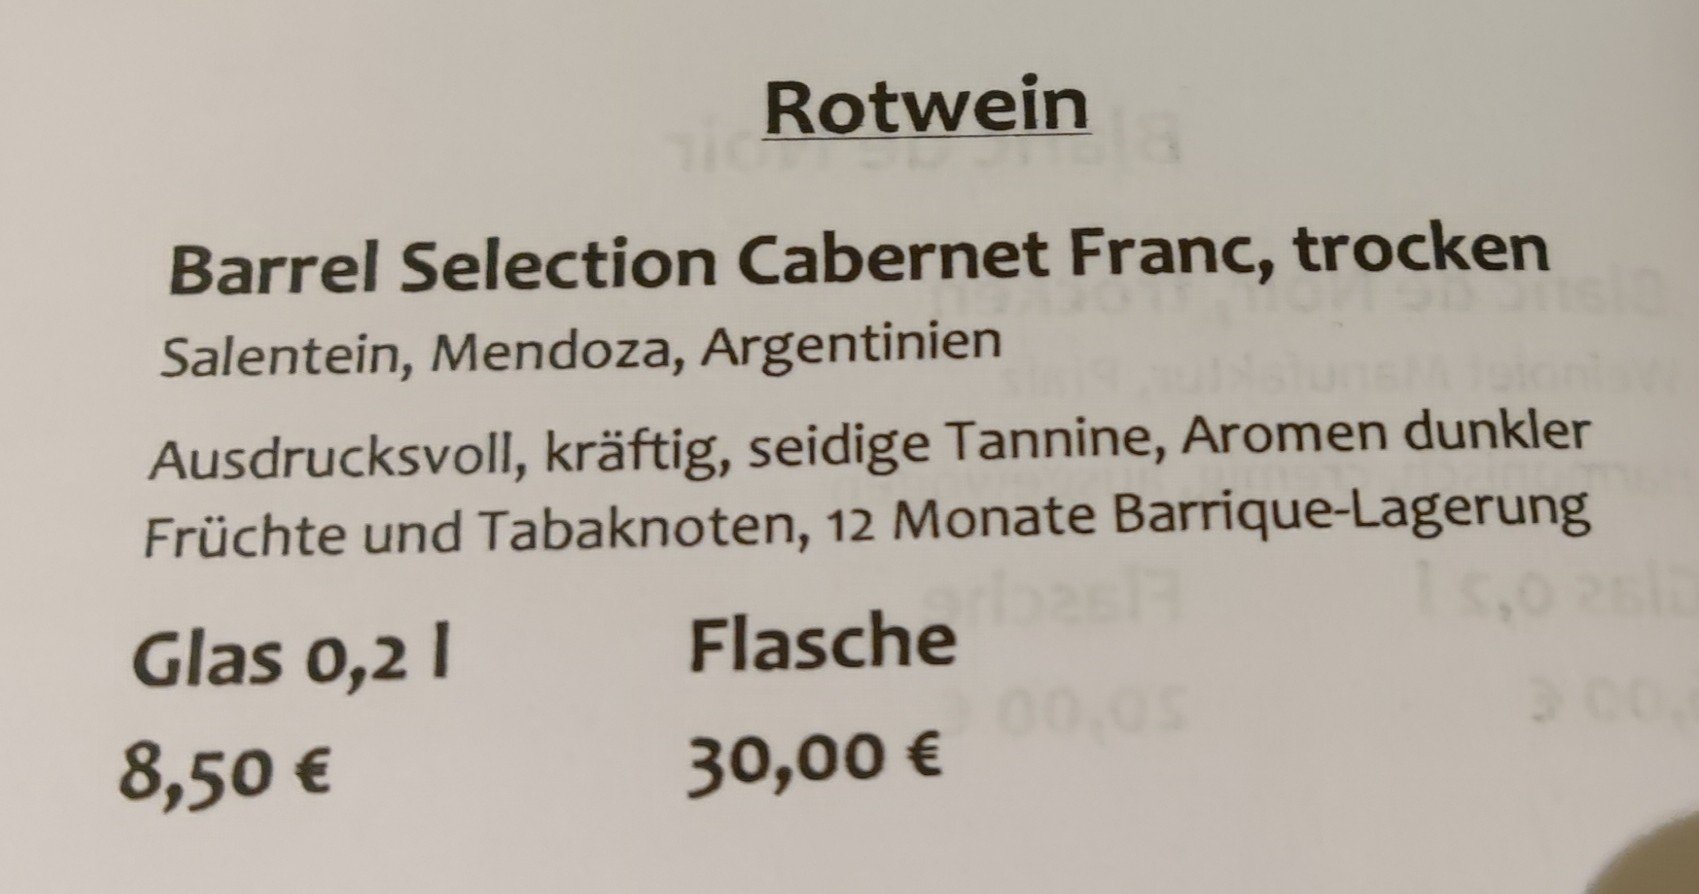 Rotwein
Barrel Selection Cabernet Franc, trocken
Salentein, Mendoza, Argentinien
Ausdrucksvoll, kräftig, seidige Tannine, Aromen dunkler
Früchte und Tabaknoten, 12 Monate Barrique-Lagerung
Glas 0,2 l Flasche
8,50 € 30,00 €